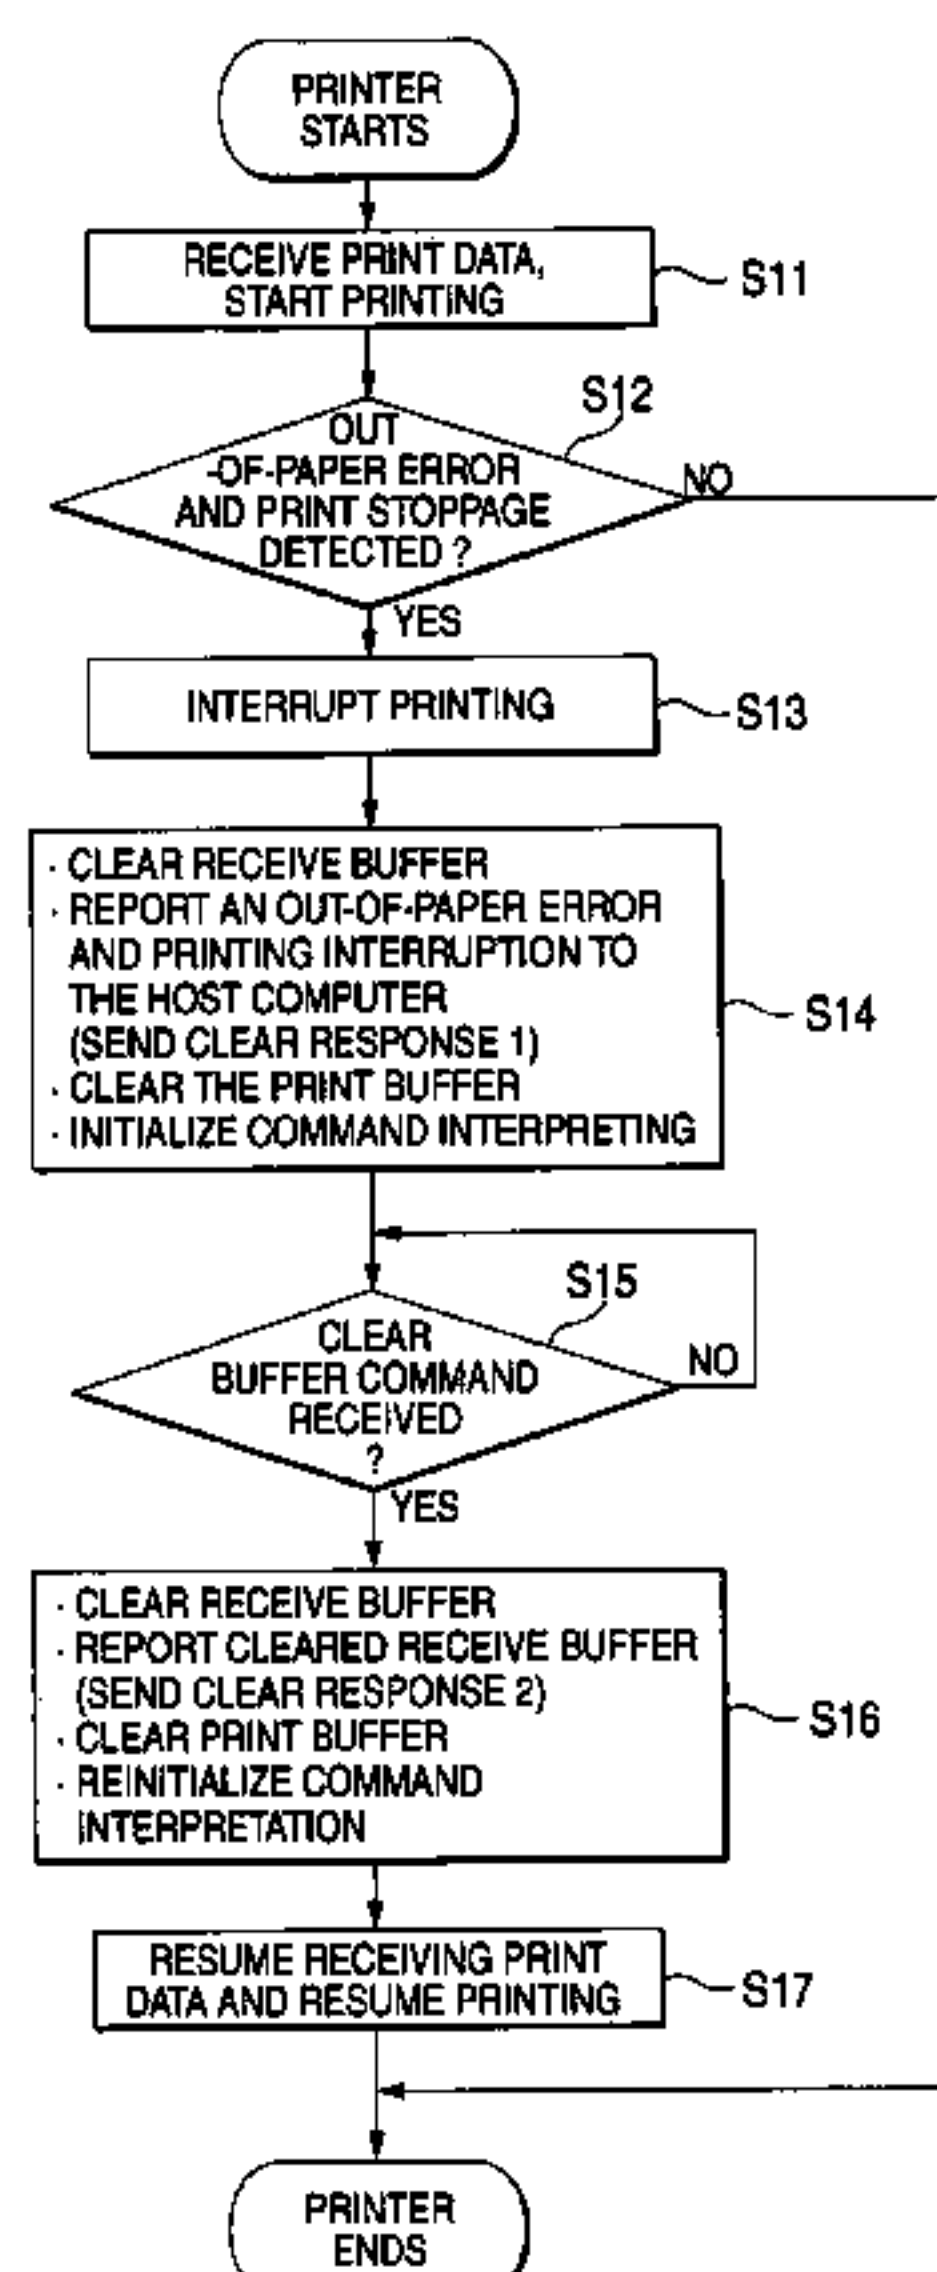 PRINTER
STARTS
RECEIVE PRINT DATA,
START PRINTING
S11
S12
OUT
-OF-PAPER ERROR
AND PRINT STOPPAGE
DETECTED ?
NO
YES
INTERRUPT PRINTING
S13
· CLEAR RECEIVE BUFFER
· REPORT AN OUT-OF-PAPER ERROR
AND PRINTING INTERRUPTION TO
THE HOST COMPUTER
(SEND CLEAR RESPONSE 1)
· CLEAR THE PRINT BUFFER
· INITIALIZE COMMAND INTERPRETING
S14
S15
CLEAR
BUFFER COMMAND
RECEIVED
?
NO
YES
· CLEAR RECEIVE BUFFER
· REPORT CLEARED RECEIVE BUFFER
(SEND CLEAR RESPONSE 2)
· CLEAR PRINT BUFFER
· REINITIALIZE COMMAND
INTERPRETATION
S16
RESUME RECEIVING PRINT
DATA AND RESUME PRINTING
S17
PRINTER
ENDS